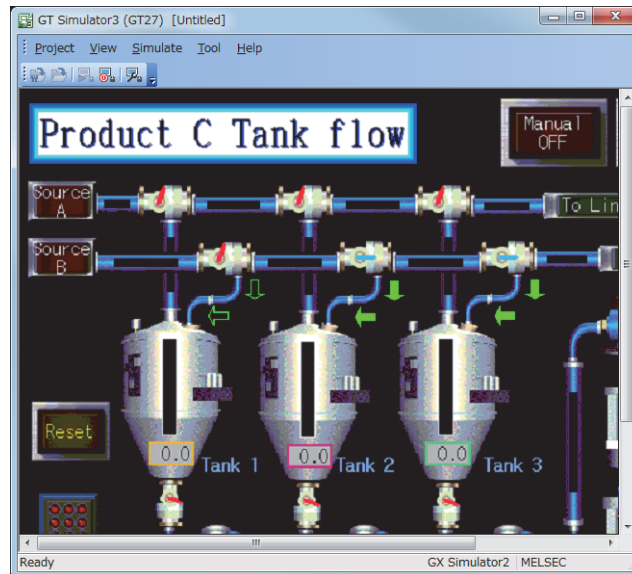 GT Simulator3 (GT27) [Untitled]
Project View Simulate Tool Help
Product C Tank flow
Manual
OFF
Source
A
To Lin
Source
B
Reset
0.0 Tank 1
0.0 Tank 2
0.0 Tank 3
Ready GX Simulator2 MELSEC